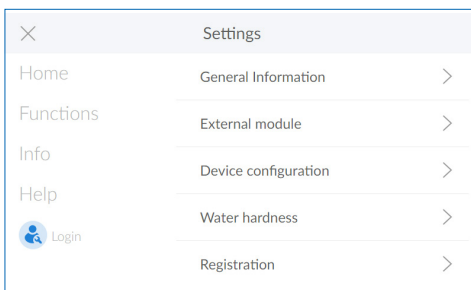 Settings
Home
Functions
Info
Help
Login
General Information
External module
Device configuration
Water hardness
Registration